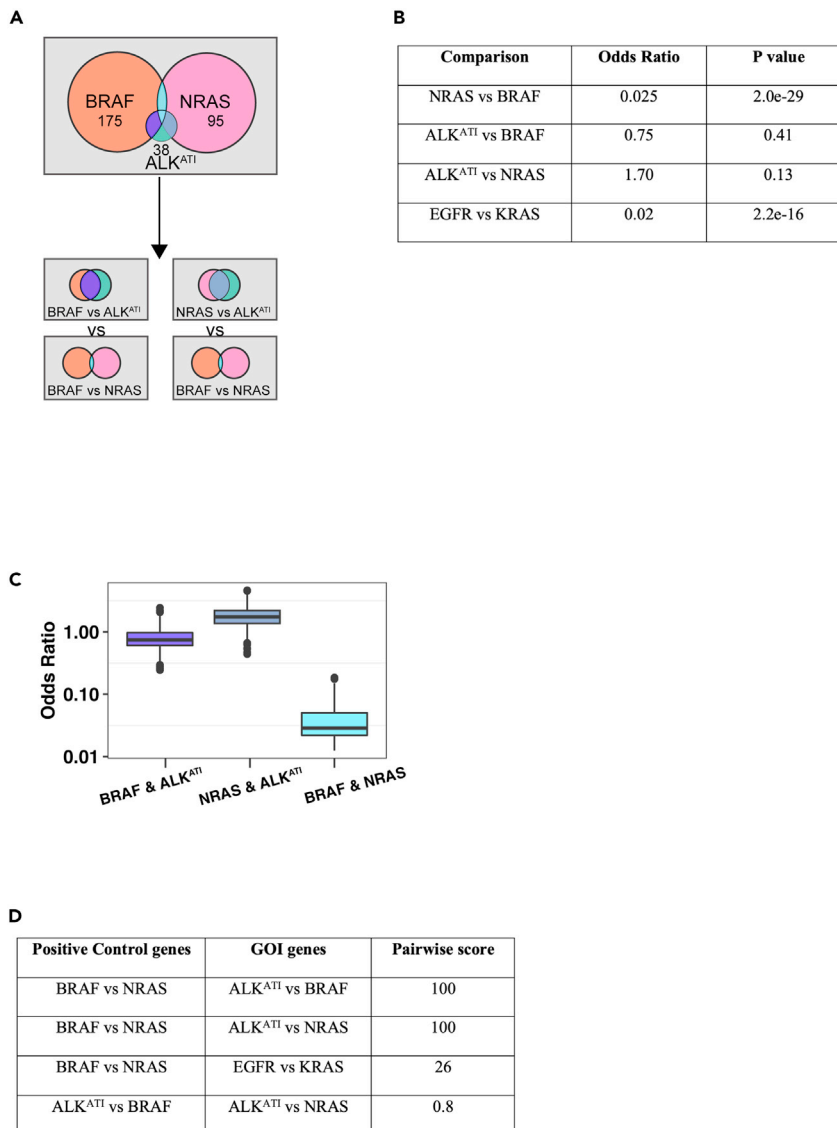 A
BRAF
175
NRAS
95
38
ALKᴬᵀᴵ
BRAF vs ALKᴬᵀᴵ
NRAS vs ALKᴬᵀᴵ
vs
vs
BRAF vs NRAS
BRAF vs NRAS
B
Comparison Odds Ratio P value
NRAS vs BRAF 0.025 2.0e-29
ALKᴬᵀᴵ vs BRAF 0.75 0.41
ALKᴬᵀᴵ vs NRAS 1.70 0.13
EGFR vs KRAS 0.02 2.2e-16
C
Odds Ratio
1.00
0.10
0.01
BRAF & ALKᴬᵀᴵ
NRAS & ALKᴬᵀᴵ
BRAF & NRAS
D
Positive Control genes GOI genes Pairwise score
BRAF vs NRAS ALKᴬᵀᴵ vs BRAF 100
BRAF vs NRAS ALKᴬᵀᴵ vs NRAS 100
BRAF vs NRAS EGFR vs KRAS 26
ALKᴬᵀᴵ vs BRAF ALKᴬᵀᴵ vs NRAS 0.8